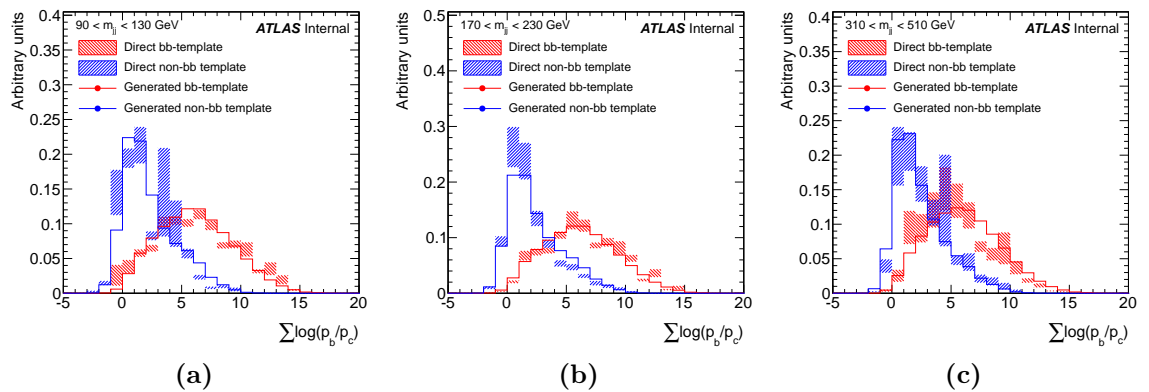 Arbitrary units
90 < m_jj < 130 GeV
ATLAS Internal
Direct bb-template
Direct non-bb template
Generated bb-template
Generated non-bb template
0.4
0.35
0.3
0.25
0.2
0.15
0.1
0.05
0
-5 0 5 10 15 20
∑log(p_b/p_c)
(a)
Arbitrary units
170 < m_jj < 230 GeV
ATLAS Internal
Direct bb-template
Direct non-bb template
Generated bb-template
Generated non-bb template
0.5
0.4
0.3
0.2
0.1
0
-5 0 5 10 15 20
∑log(p_b/p_c)
(b)
Arbitrary units
310 < m_jj < 510 GeV
ATLAS Internal
Direct bb-template
Direct non-bb template
Generated bb-template
Generated non-bb template
0.4
0.35
0.3
0.25
0.2
0.15
0.1
0.05
0
-5 0 5 10 15 20
∑log(p_b/p_c)
(c)